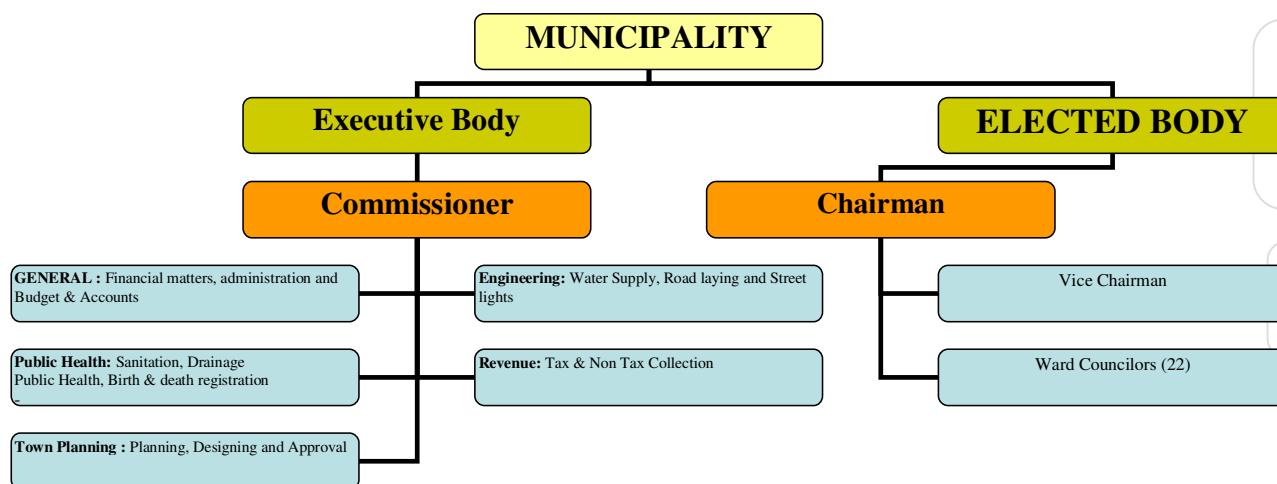 MUNICIPALITY
Executive Body
ELECTED BODY
Commissioner
Chairman
GENERAL : Financial matters, administration and
Budget & Accounts
Engineering: Water Supply, Road laying and Street
lights
Vice Chairman
Public Health: Sanitation, Drainage
Public Health, Birth & death registration
-
Revenue: Tax & Non Tax Collection
Ward Councilors (22)
Town Planning : Planning, Designing and Approval